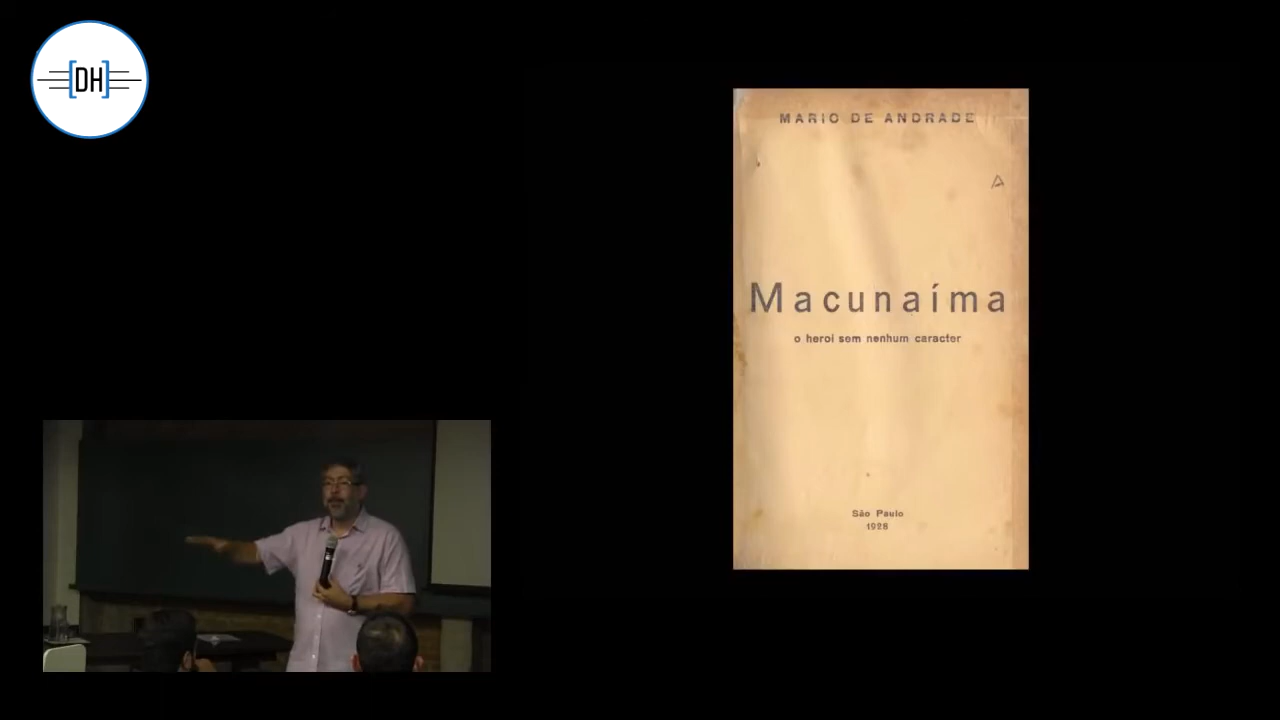 [DH]
MARIO DE ANDRADE
Macunaíma
o heroi sem nenhum caracter
São Paulo
1928